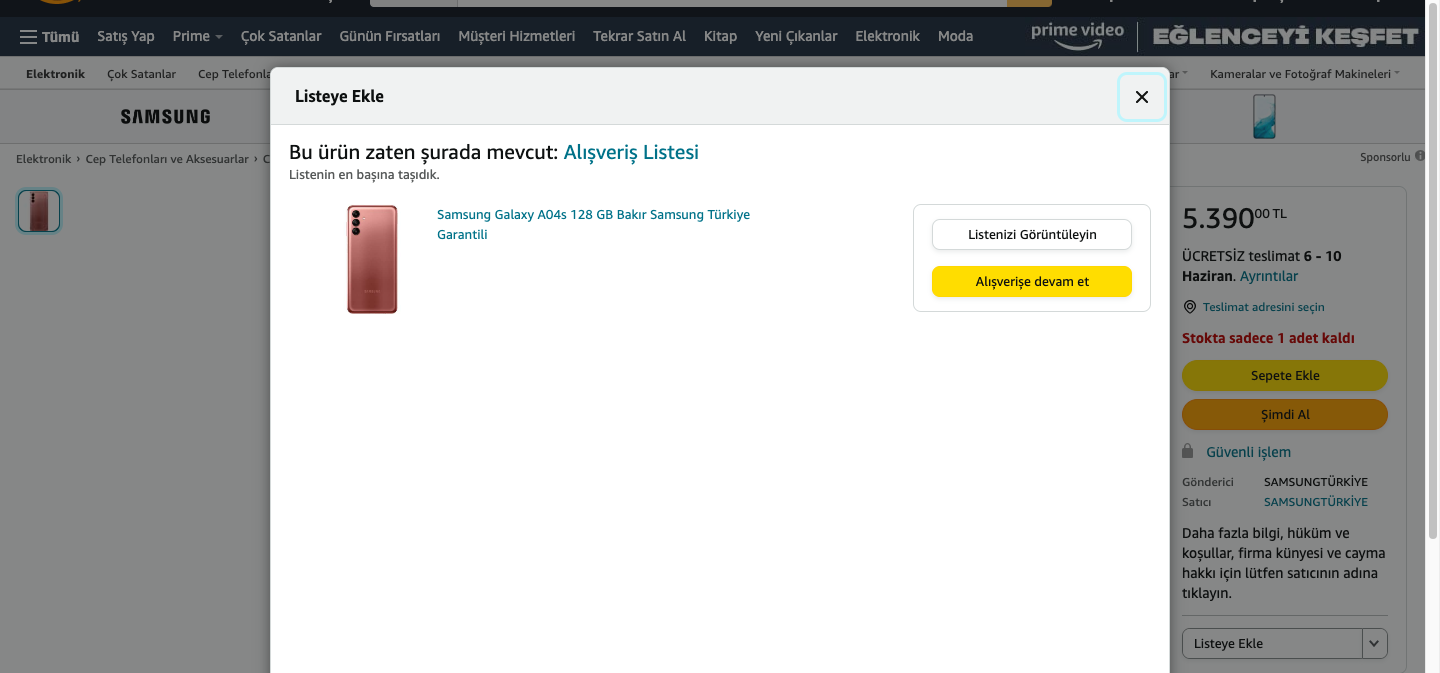 Tümü
Satış Yap
Prime
Çok Satanlar
Günün Fırsatları
Müşteri Hizmetleri
Tekrar Satın Al
Kitap
Yeni Çıkanlar
Elektronik
Moda
prime video
EĞLENCEYİ KEŞFET
Elektronik
Çok Satanlar
Cep Telefonla
ar
Kameralar ve Fotoğraf Makineleri
SAMSUNG
Elektronik › Cep Telefonları ve Aksesuarlar › C
Sponsorlu
Listeye Ekle
Bu ürün zaten şurada mevcut: Alışveriş Listesi
Listenin en başına taşıdık.
Samsung Galaxy A04s 128 GB Bakır Samsung Türkiye
Garantili
Listenizi Görüntüleyin
Alışverişe devam et
5.39000 TL
ÜCRETSİZ teslimat 6 - 10
Haziran. Ayrıntılar
Teslimat adresini seçin
Stokta sadece 1 adet kaldı
Sepete Ekle
Şimdi Al
Güvenli işlem
Gönderici SAMSUNGTÜRKİYE
Satıcı SAMSUNGTÜRKİYE
Daha fazla bilgi, hüküm ve
koşullar, firma künyesi ve cayma
hakkı için lütfen satıcının adına
tıklayın.
Listeye Ekle